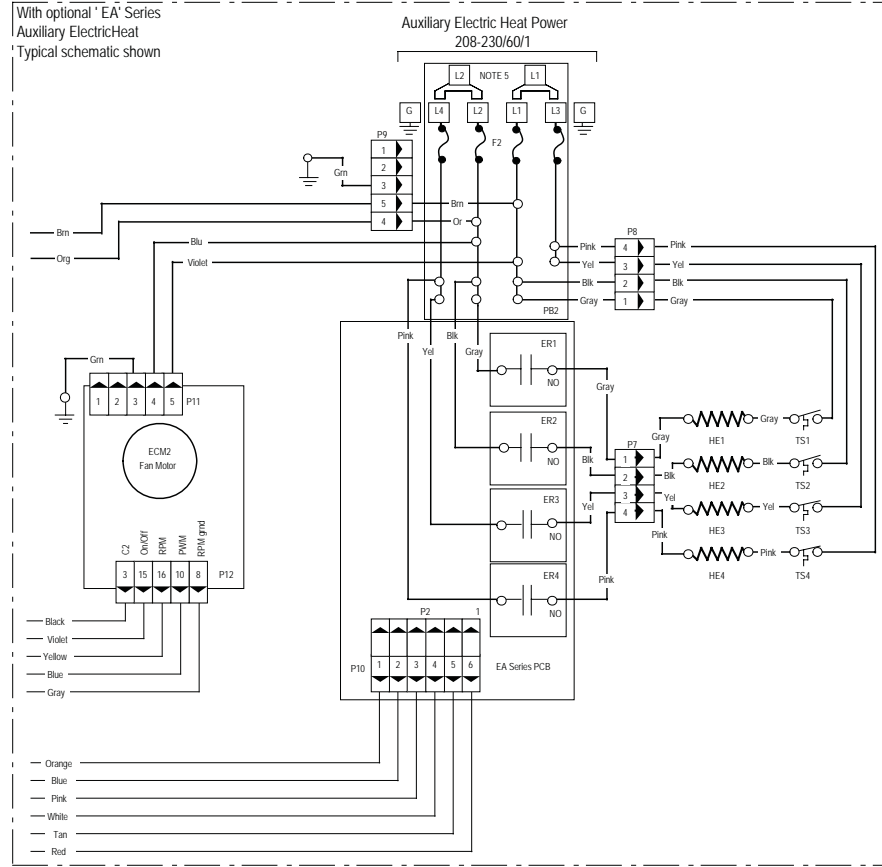 With optional ' EA' Series
Auxiliary ElectricHeat
Typical schematic shown
Auxiliary Electric Heat Power
208-230/60/1
L2 NOTE 5 L1
G L4 L2 L1 L3 G
F2
P9
1
2
3
5
4
Grn
Brn
Or
Brn
Org
Blu
Violet
P8
Pink 4 Pink
Yel 3 Yel
Blk 2 Blk
Gray 1 Gray
PB2
Pink
Yel
Blk
Gray
ER1
NO
Gray
ER2
NO
Blk
ER3
NO
Yel
ER4
NO
Pink
Grn
1 2 3 4 5 P11
ECM2
Fan Motor
C2
On/Off
RPM
PWM
RPM grnd
3 15 16 10 8 P12
Black
Violet
Yellow
Blue
Gray
P7
1
2
3
4
Gray
Blk
Yel
Pink
HE1 Gray TS1
HE2 Blk TS2
HE3 Yel TS3
HE4 Pink TS4
P2 1
P10 1 2 3 4 5 6
EA Series PCB
Orange
Blue
Pink
White
Tan
Red